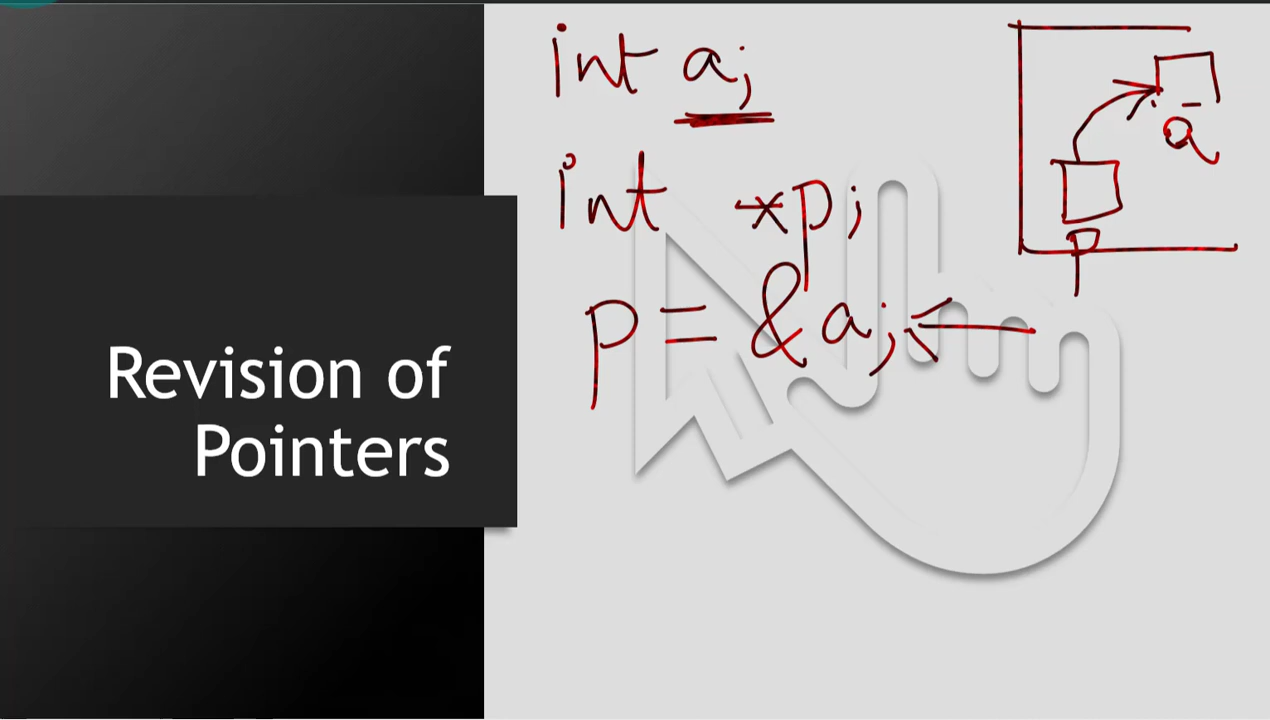 Revision of
Pointers
int a;
int *p;
p = &a;
a
p